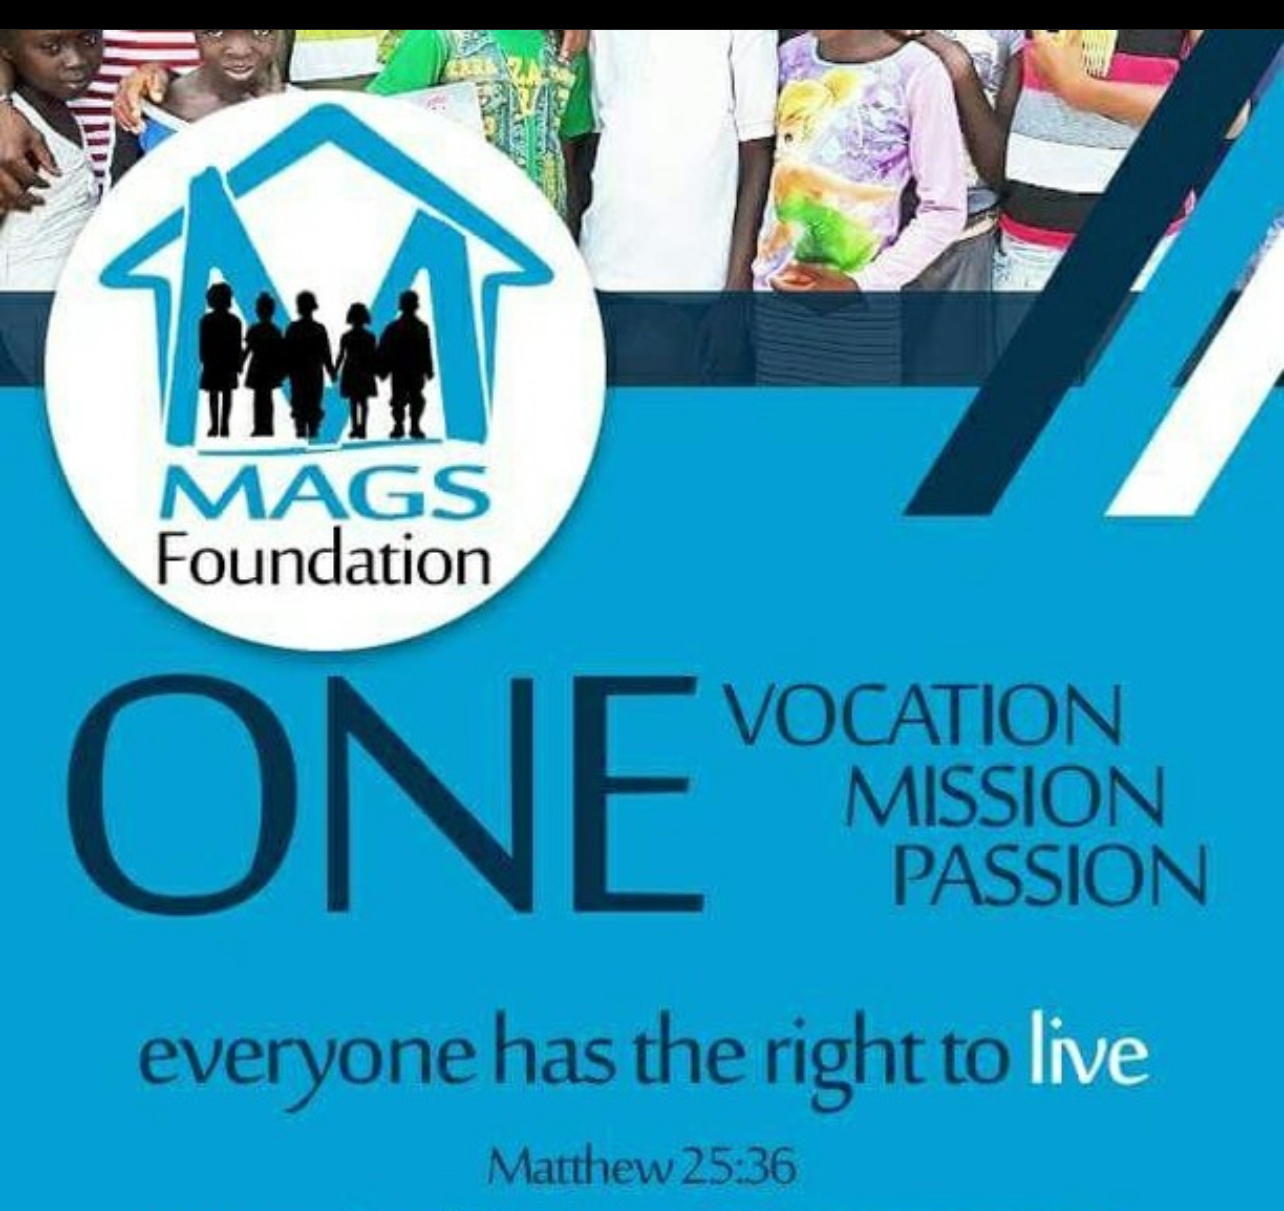 MAGS
Foundation
ONE
VOCATION
MISSION
PASSION
everyone has the right to live
Matthew 25:36